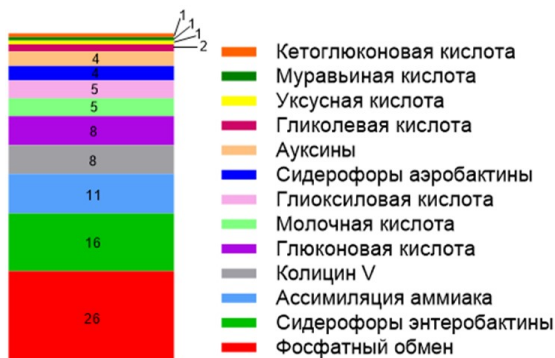 1
1
1
2
4
4
5
5
8
8
11
16
26
Кетоглюконовая кислота
Муравьиная кислота
Уксусная кислота
Гликолевая кислота
Ауксины
Сидерофоры аэробактины
Глиоксиловая кислота
Молочная кислота
Глюконовая кислота
Колицин V
Ассимиляция аммиака
Сидерофоры энтеробактины
Фосфатный обмен